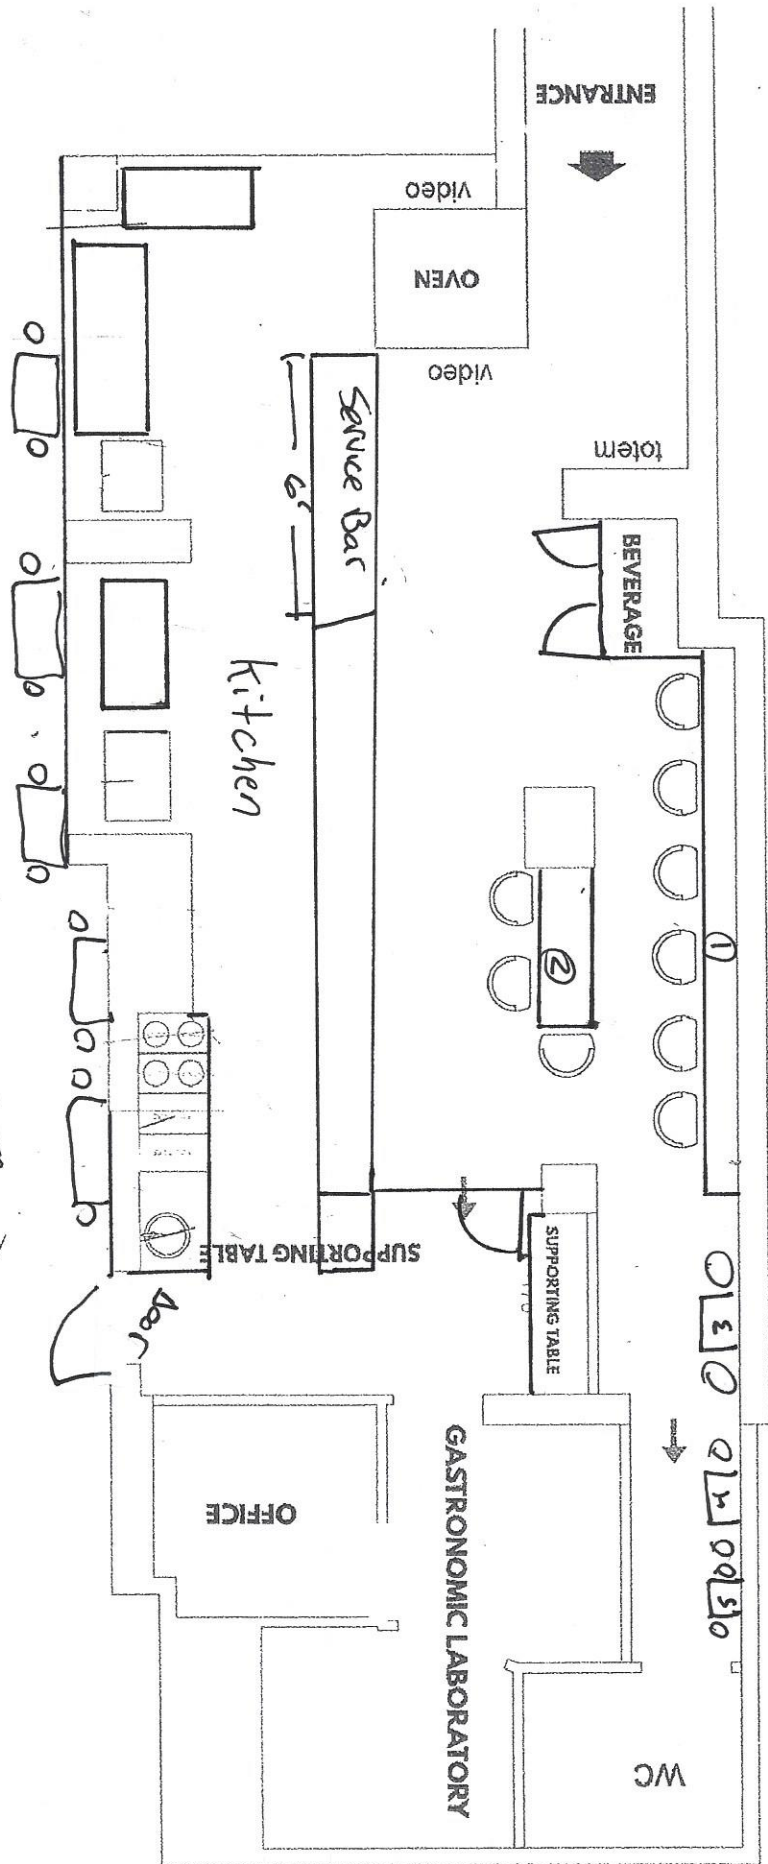 ENTRANCE
video
OVEN
video
totem
BEVERAGE
Service Bar
6'
Kitchen
1
2
SUPPORTING TABLE
SUPPORTING TABLE
Door
3
4
5
OFFICE
GASTRONOMIC LABORATORY
WC